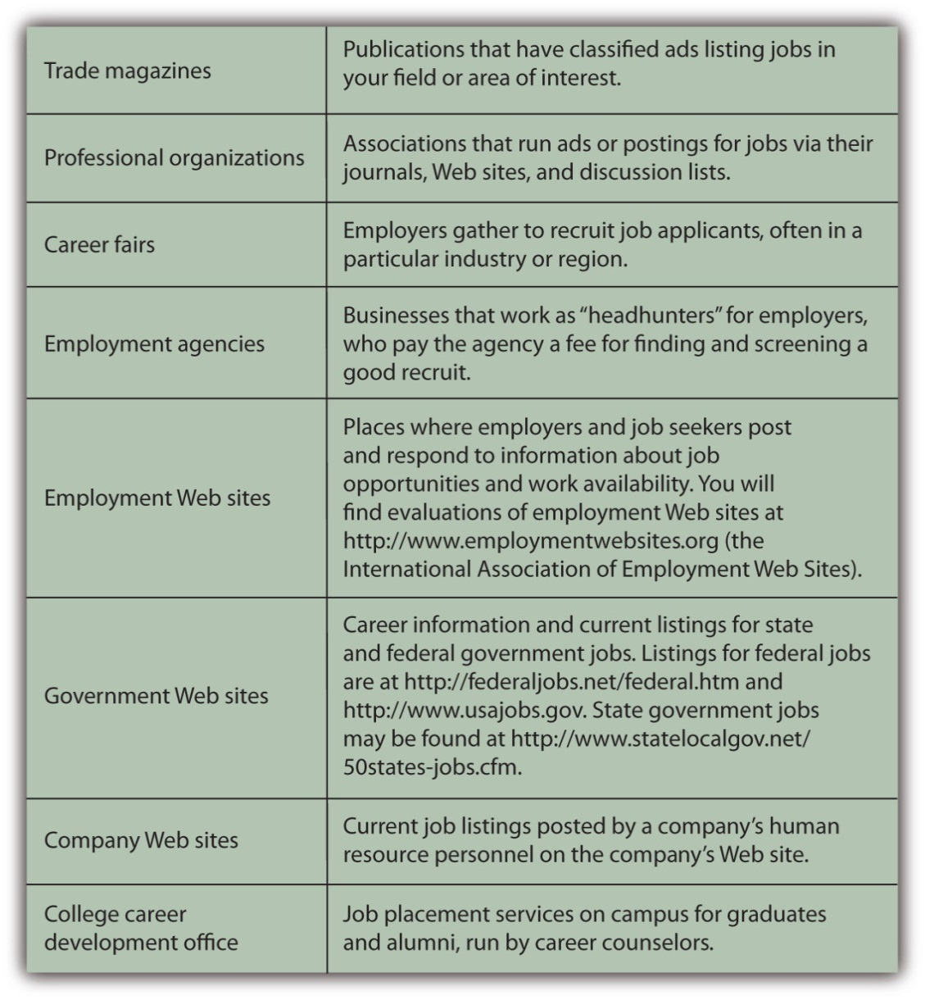 Trade magazines
Publications that have classified ads listing jobs in
your field or area of interest.
Professional organizations
Associations that run ads or postings for jobs via their
journals, Web sites, and discussion lists.
Career fairs
Employers gather to recruit job applicants, often in a
particular industry or region.
Employment agencies
Businesses that work as “headhunters” for employers,
who pay the agency a fee for finding and screening a
good recruit.
Employment Web sites
Places where employers and job seekers post
and respond to information about job
opportunities and work availability. You will
find evaluations of employment Web sites at
http://www.employmentwebsites.org (the
International Association of Employment Web Sites).
Government Web sites
Career information and current listings for state
and federal government jobs. Listings for federal jobs
are at http://federaljobs.net/federal.htm and
http://www.usajobs.gov. State government jobs
may be found at http://www.statelocalgov.net/
50states-jobs.cfm.
Company Web sites
Current job listings posted by a company’s human
resource personnel on the company’s Web site.
College career
development office
Job placement services on campus for graduates
and alumni, run by career counselors.